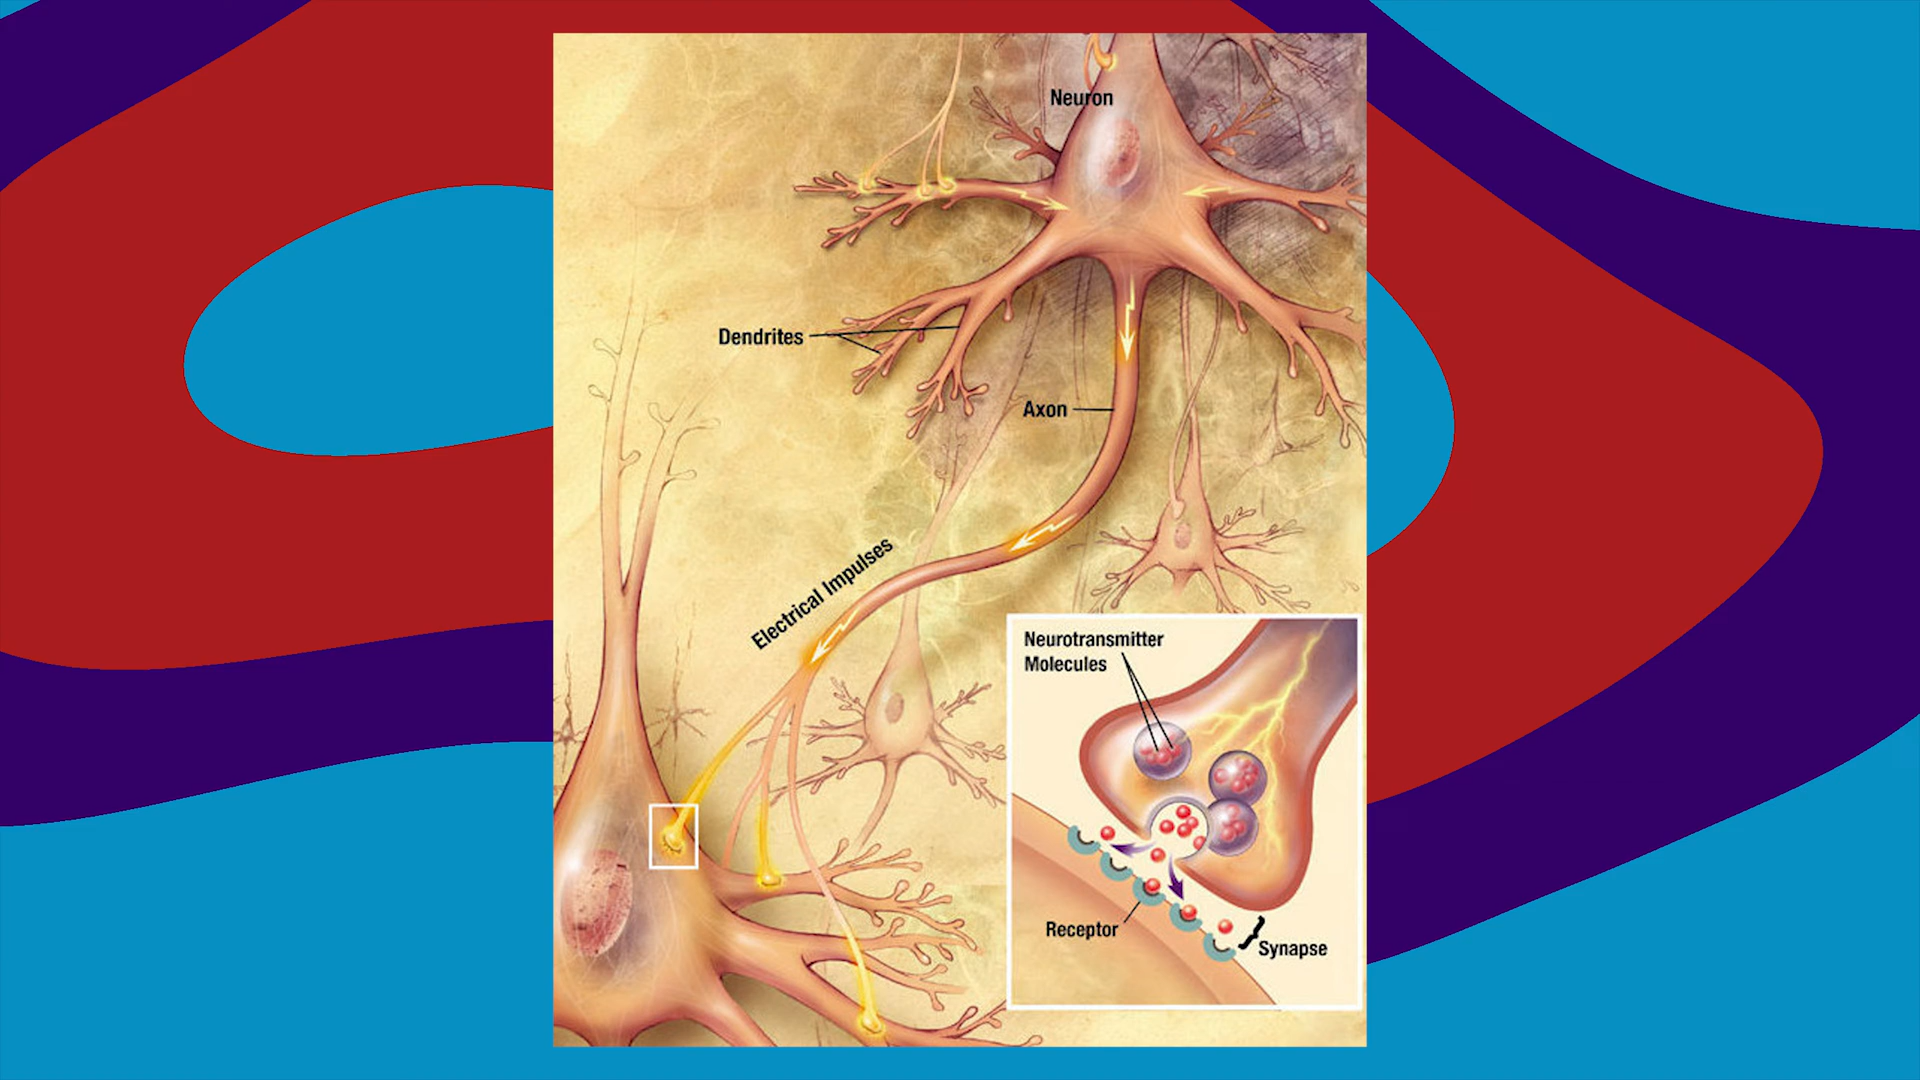 Neuron
Dendrites
Axon
Electrical Impulses
Neurotransmitter
Molecules
Receptor
Synapse